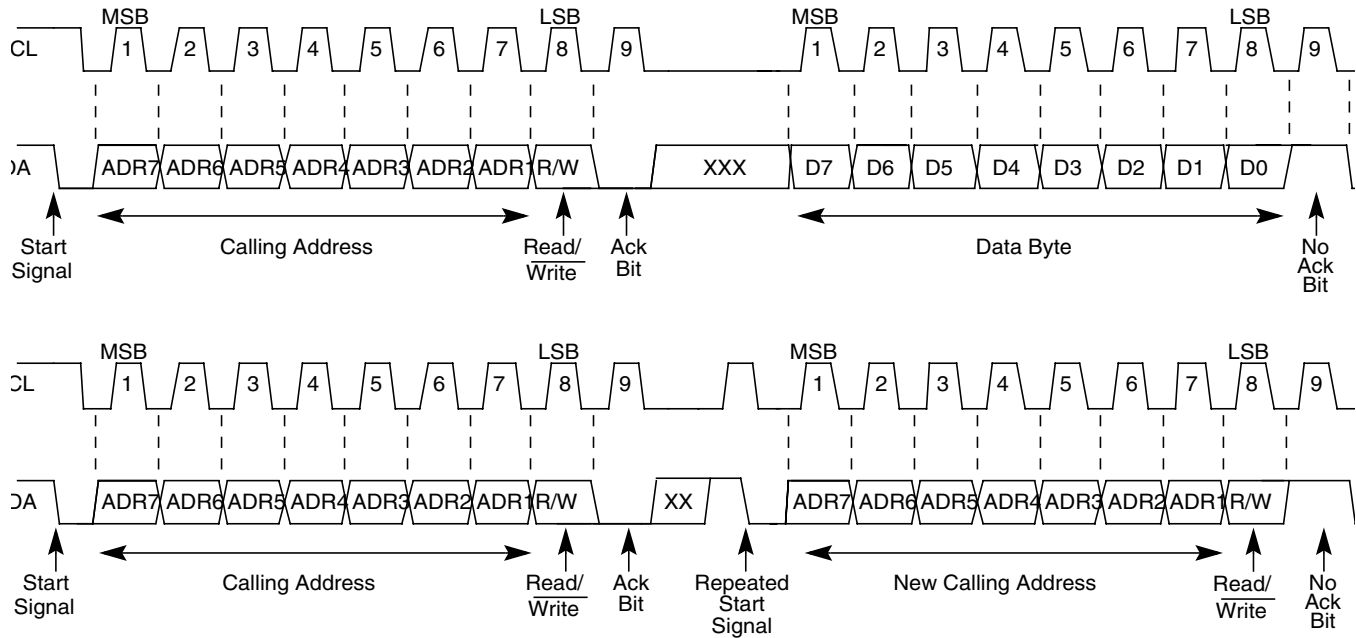 MSB LSB MSB LSB
CL 1 2 3 4 5 6 7 8 9 1 2 3 4 5 6 7 8 9
DA ADR7 ADR6 ADR5 ADR4 ADR3 ADR2 ADR1 R/W XXX D7 D6 D5 D4 D3 D2 D1 D0
Start
Signal
Calling Address
Read/
Write
Ack
Bit
Data Byte
No
Ack
Bit
MSB LSB MSB LSB
CL 1 2 3 4 5 6 7 8 9 1 2 3 4 5 6 7 8 9
DA ADR7 ADR6 ADR5 ADR4 ADR3 ADR2 ADR1 R/W XX ADR7 ADR6 ADR5 ADR4 ADR3 ADR2 ADR1 R/W
Start
Signal
Calling Address
Read/
Write
Ack
Bit
Repeated
Start
Signal
New Calling Address
Read/
Write
No
Ack
Bit